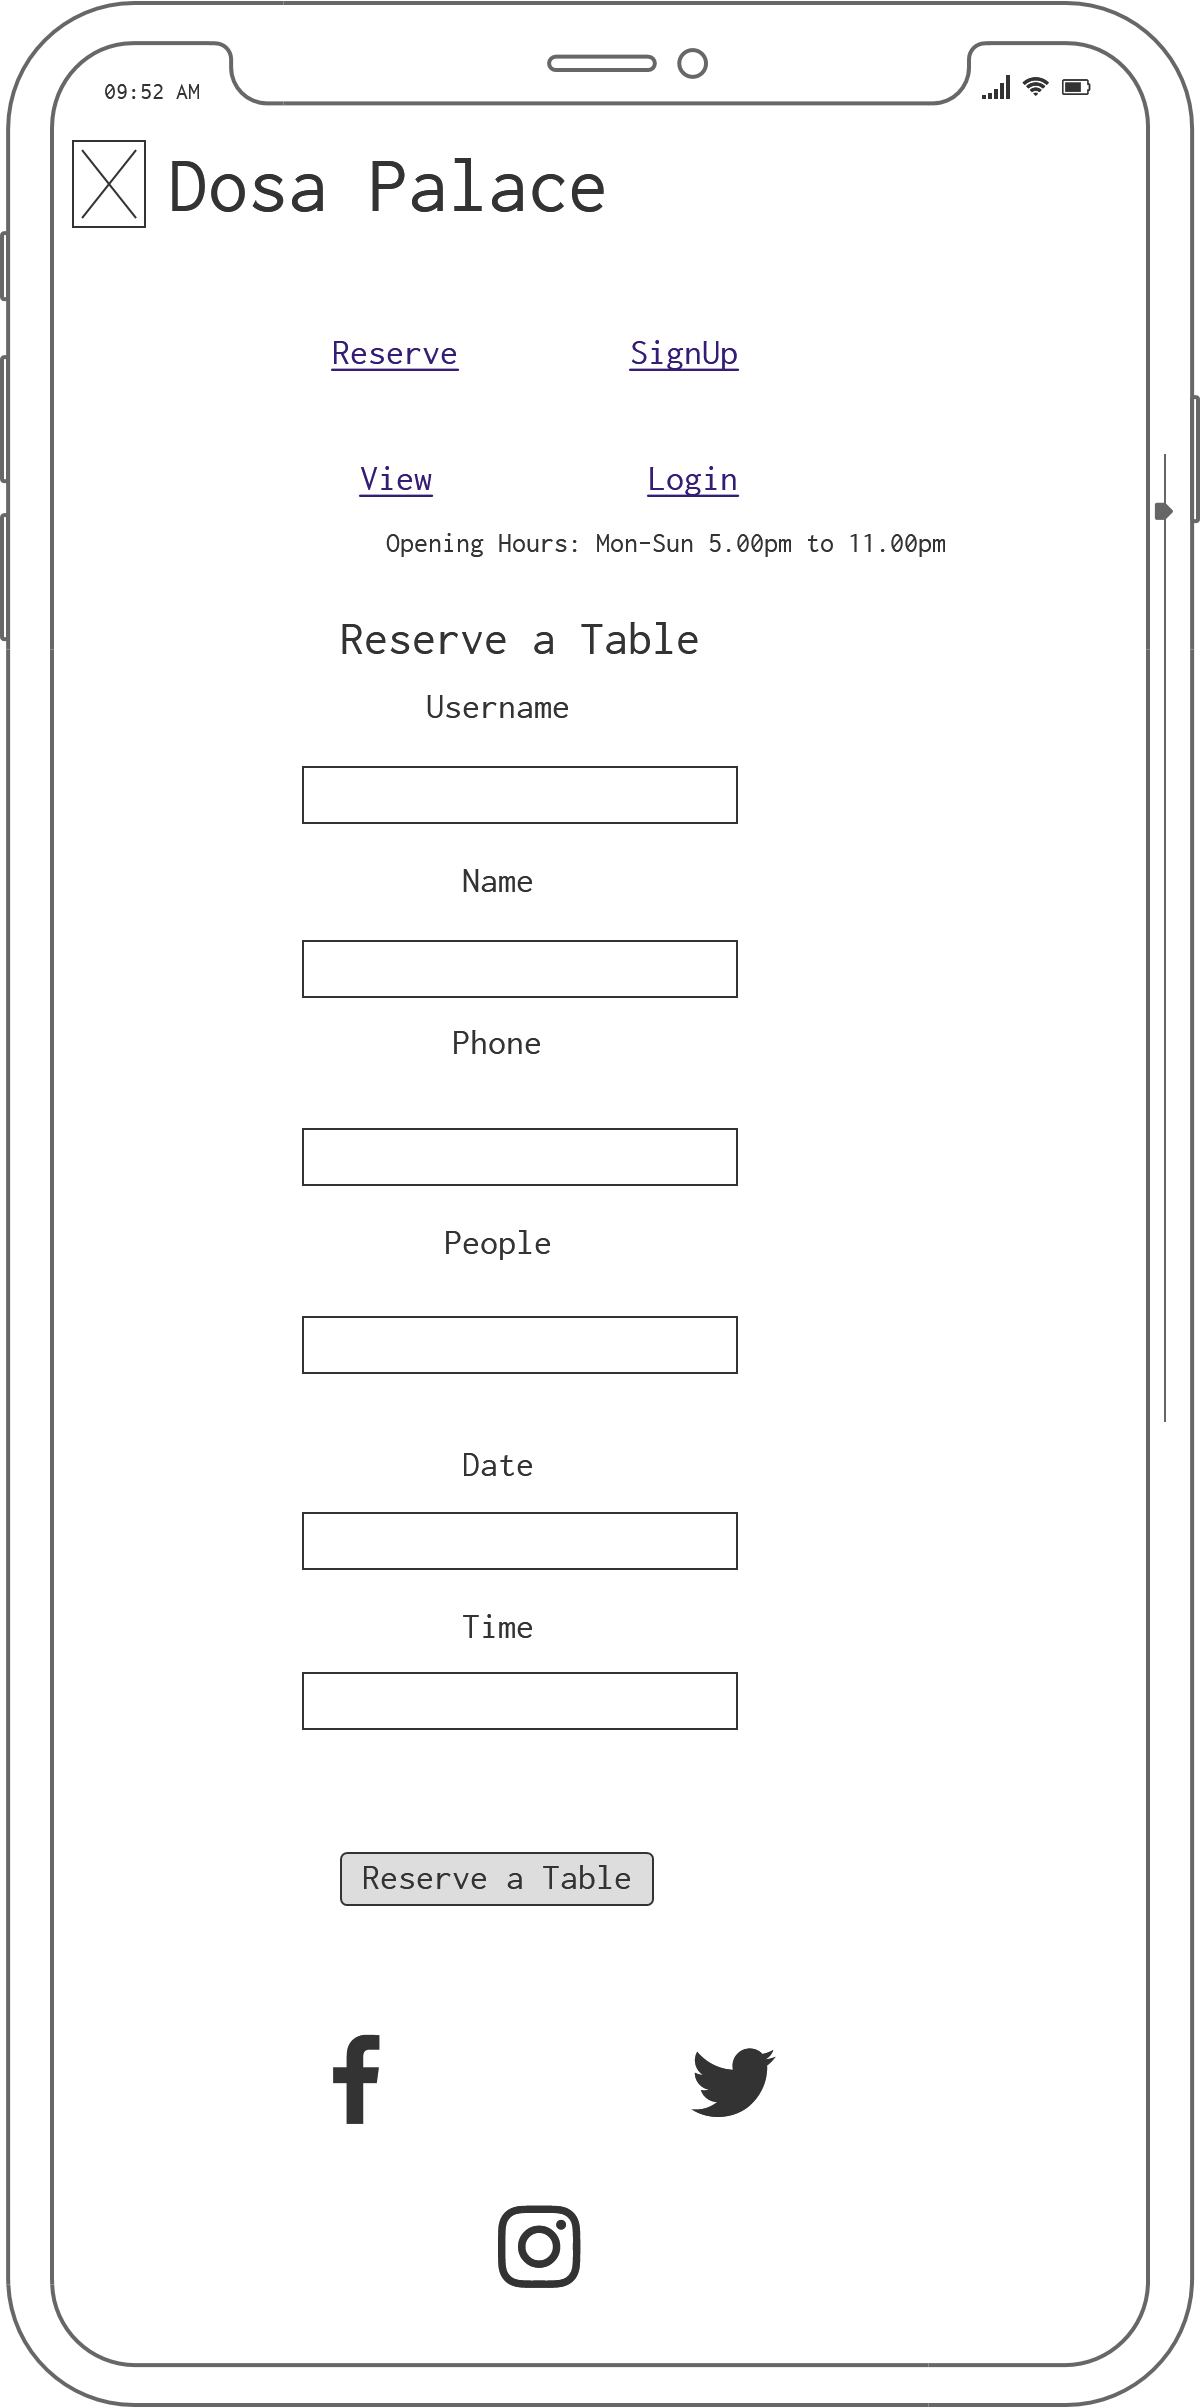 09:52 AM
Dosa Palace
Reserve SignUp
View Login
Opening Hours: Mon-Sun 5.00pm to 11.00pm
Reserve a Table
Username
Name
Phone
People
Date
Time
Reserve a Table